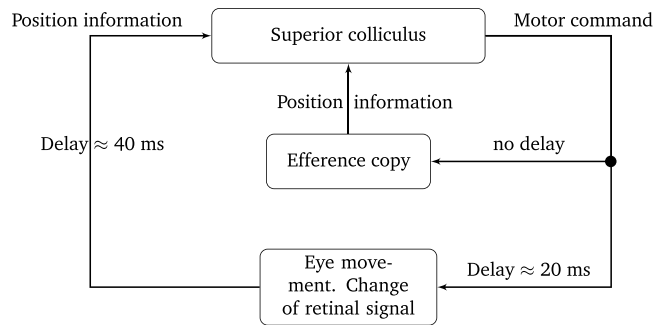 Position information
Superior colliculus
Motor command
Position information
Delay ≈ 40 ms
Efference copy
no delay
Eye move-
ment. Change
of retinal signal
Delay ≈ 20 ms